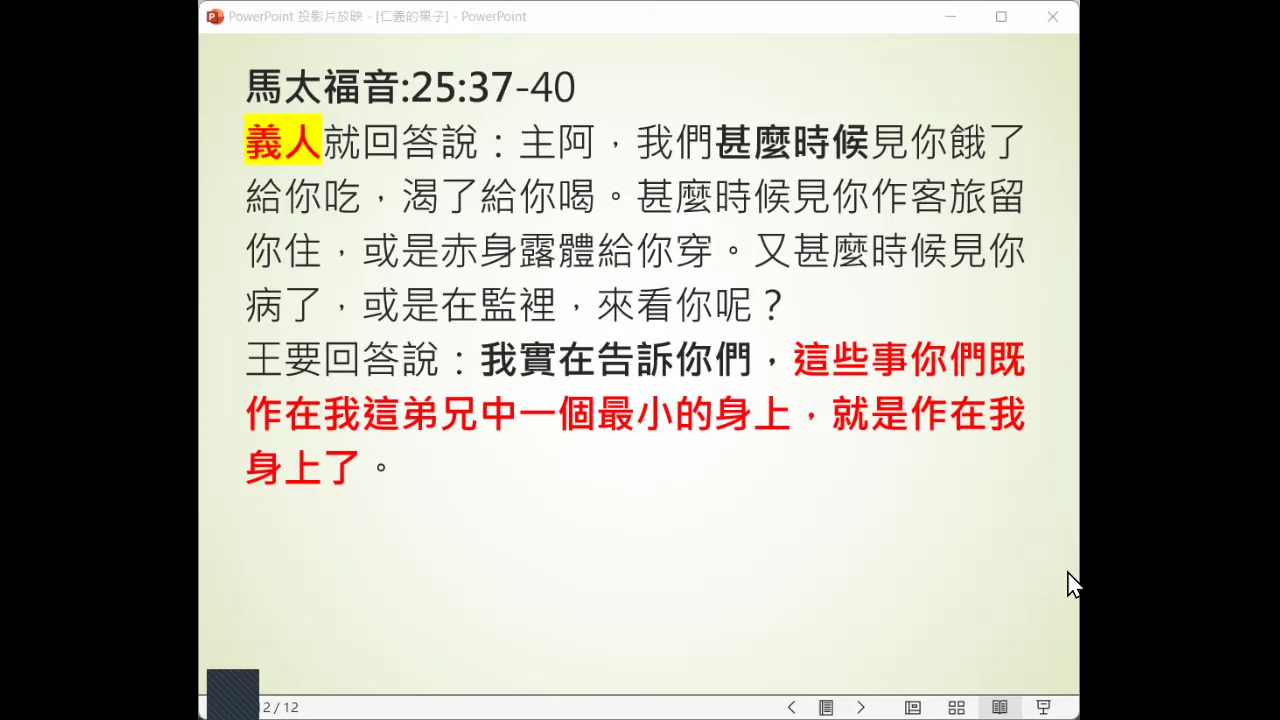 PowerPoint 投影片放映 - [仁義的果子] - PowerPoint
馬太福音:25:37-40
義人就回答說：主阿，我們甚麼時候見你餓了
給你吃，渴了給你喝。甚麼時候見你作客旅留
你住，或是赤身露體給你穿。又甚麼時候見你
病了，或是在監裡，來看你呢？
王要回答說：我實在告訴你們，這些事你們既
作在我這弟兄中一個最小的身上，就是作在我
身上了。
2 / 12